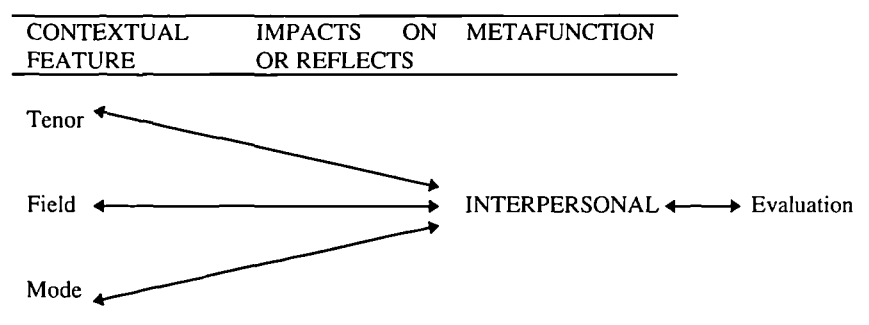 CONTEXTUAL IMPACTS ON METAFUNCTION
FEATURE OR REFLECTS
Tenor
Field INTERPERSONAL Evaluation
Mode